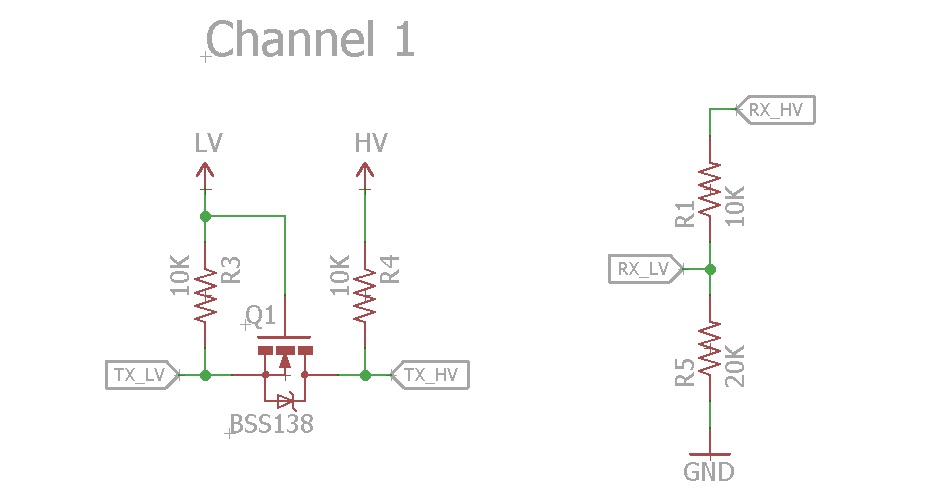 Channel 1
LV
HV
RX_HV
R1
10K
RX_LV
10K
R3
10K
R4
Q1
TX_LV
TX_HV
BSS138
R5
20K
GND